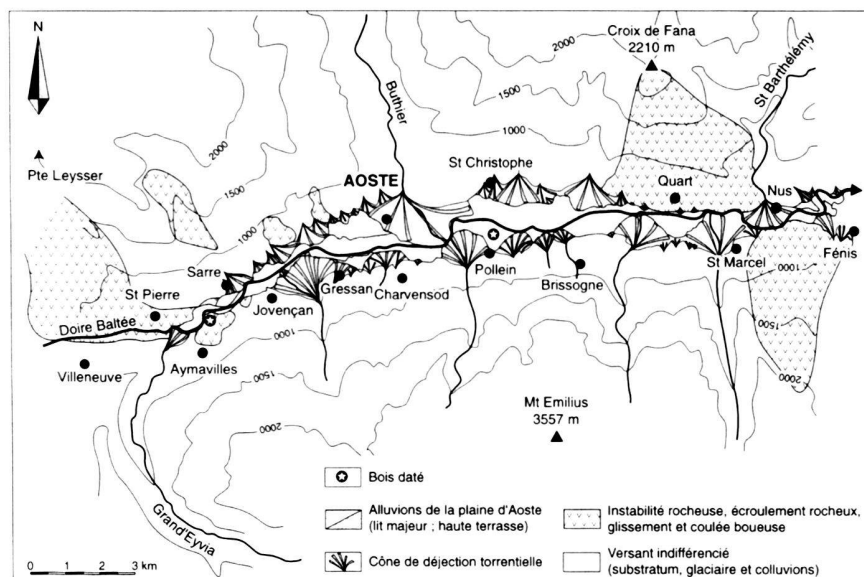 N
Croix de Fana
2210 m
St Barthélémy
2000
1500
1000
Buthier
2000
1500
1000
Pte Leysser
AOSTE
St Christophe
Quart
Nus
Sarre
St Pierre
Doire Baltée
Villeneuve
Aymavilles
Jovençan
Gressan
Charvensod
Pollein
Brissogne
St Marcel
Fénis
1000
1500
2000
1000
1500
2000
Mt Emilius
3557 m
Grand'Eyvia
Bois daté
Alluvions de la plaine d'Aoste
(lit majeur ; haute terrasse)
Cône de déjection torrentielle
Instabilité rocheuse, écroulement rocheux,
glissement et coulée boueuse
Versant indifférencié
(substratum, glaciaire et colluvions)
0 1 2 3 km